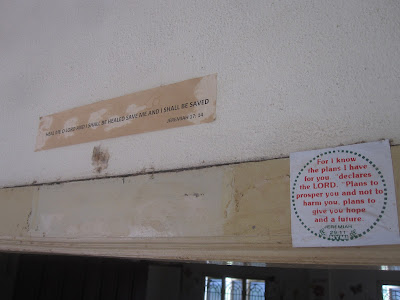 HEAL ME O LORD AND I SHALL BE HEALED SAVE ME AND I SHALL BE SAVED
JEREMIAH 17: 14
For i know
the plans I have
for you," declares
the LORD. "Plans to
prosper you and not to
harm you, plans to
give you hope
and a future.
JEREMIAH
29:11